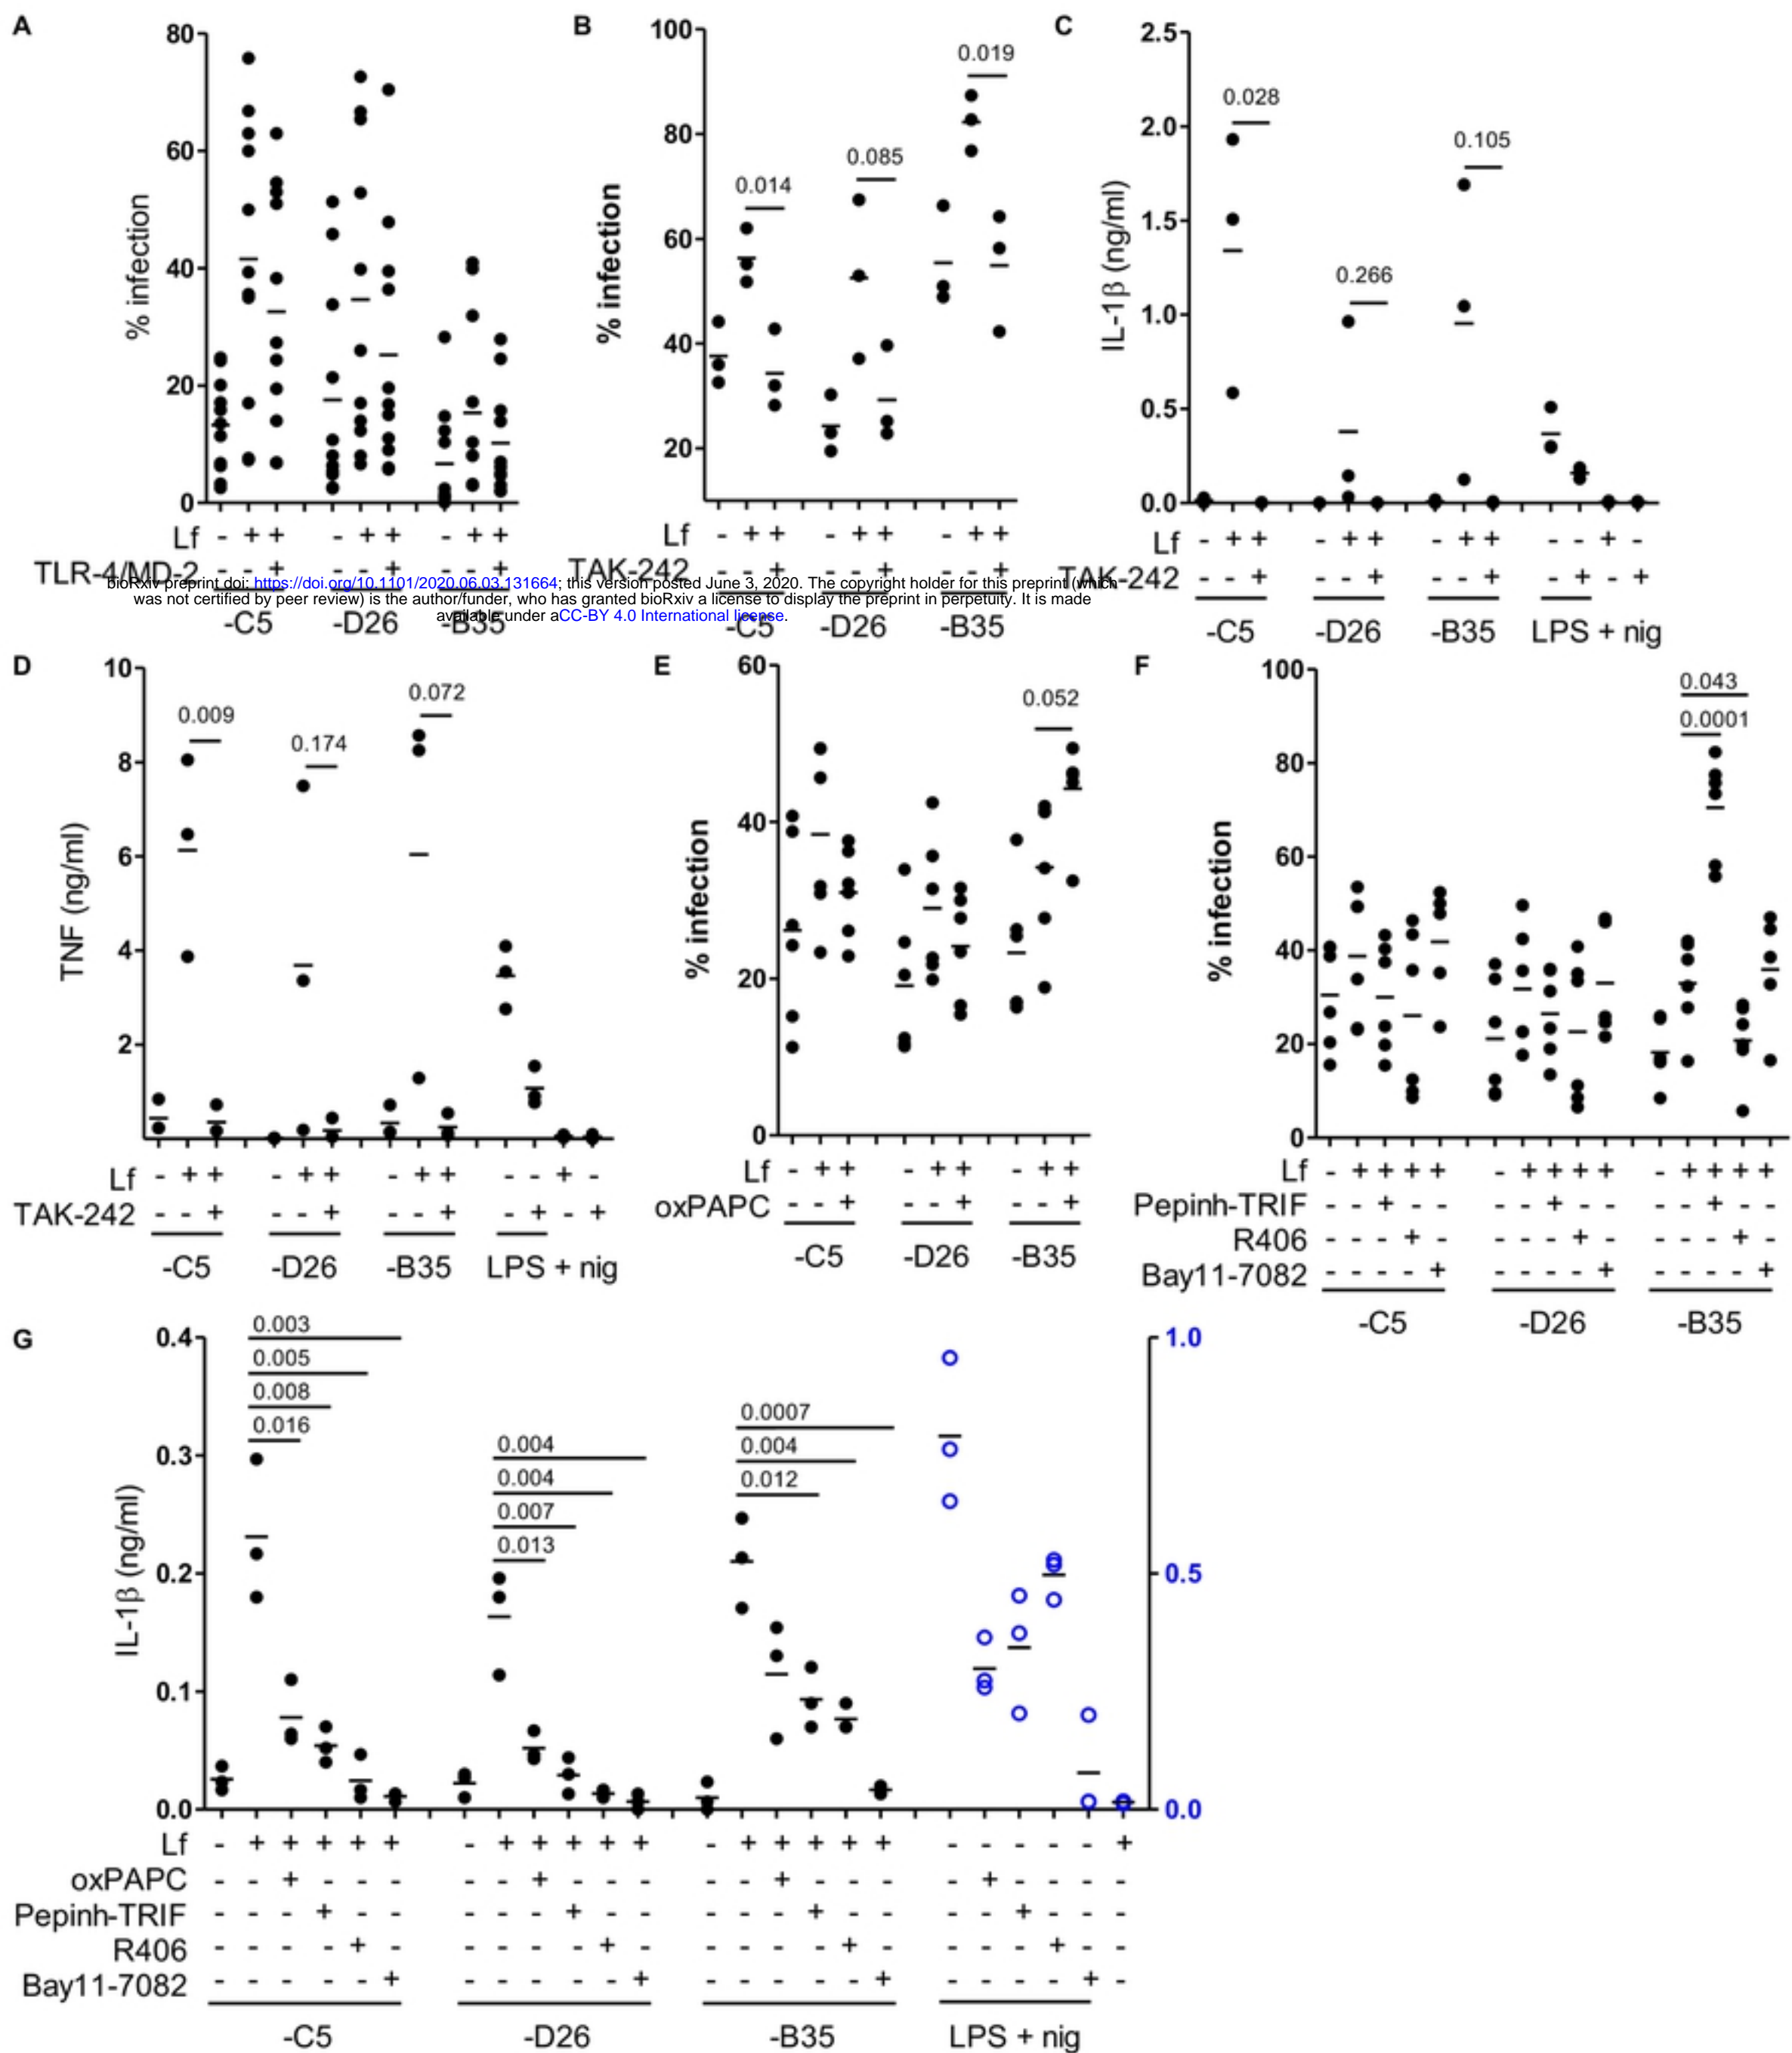 A
B
C
80
60
40
20
0
% infection
Lf - + + - + + - + +
TLR-4/MD-2 - - + - - + - - +
-C5 -D26 -B35
100
80
60
40
20
% infection
0.014
0.085
0.019
Lf - + + - + + - + +
TAK-242 - - + - - + - - +
-C5 -D26 -B35
2.5
2.0
1.5
1.0
0.5
0.0
IL-1β (ng/ml)
0.028
0.266
0.105
Lf - + + - + + - + + - - + -
TAK-242 - - + - - + - - + - + - +
-C5 -D26 -B35 LPS + nig
bioRxiv preprint doi: https://doi.org/10.1101/2020.06.03.131664; this version posted June 3, 2020. The copyright holder for this preprint (which
was not certified by peer review) is the author/funder, who has granted bioRxiv a license to display the preprint in perpetuity. It is made
available under aCC-BY 4.0 International license.
D
E
F
10
8
6
4
2
TNF (ng/ml)
0.009
0.174
0.072
Lf - + + - + + - + + - - + -
TAK-242 - - + - - + - - + - + - +
-C5 -D26 -B35 LPS + nig
60
40
20
0
% infection
0.052
Lf - + + - + + - + +
oxPAPC - - + - - + - - +
-C5 -D26 -B35
100
80
60
40
20
0
% infection
0.043
0.0001
Lf - + + + + - + + + + - + + + +
Pepinh-TRIF - - + - - - - + - - - - + - -
R406 - - - + - - - - + - - - - + -
Bay11-7082 - - - - + - - - - + - - - - +
-C5 -D26 -B35
G
0.4
0.3
0.2
0.1
0.0
IL-1β (ng/ml)
0.003
0.005
0.008
0.016
0.004
0.004
0.007
0.013
0.0007
0.004
0.012
1.0
0.5
0.0
Lf - + + + + + - + + + + + - + + + + + - - - - - +
oxPAPC - - + - - - - - + - - - - - + - - - - + - - - -
Pepinh-TRIF - - - + - - - - - + - - - - - + - - - - + - - -
R406 - - - - + - - - - - + - - - - - + - - - - + - -
Bay11-7082 - - - - - + - - - - - + - - - - - + - - - - + -
-C5 -D26 -B35 LPS + nig